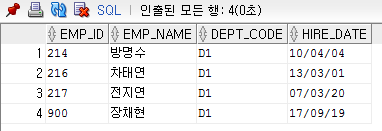 SQL | 인출된 모든 행: 4(0초)
EMP_ID EMP_NAME DEPT_CODE HIRE_DATE
1 214 방명수 D1 10/04/04
2 216 차태연 D1 13/03/01
3 217 전지연 D1 07/03/20
4 900 장채현 D1 17/09/19